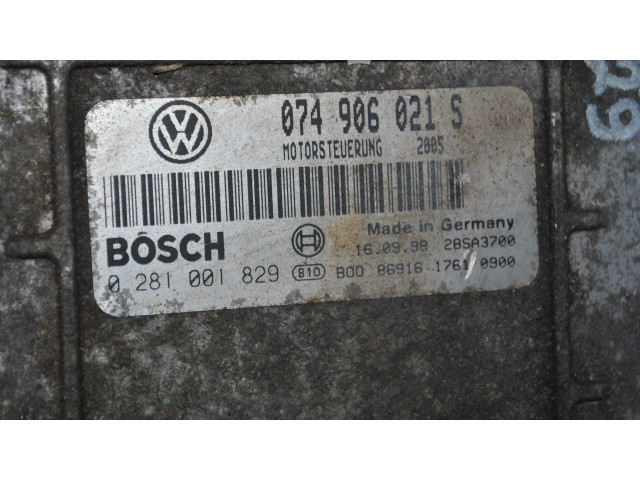 074 906 021 S
MOTORSTEUERUNG 2005
Made in Germany
BOSCH 16.09.98 28SA3700
0 281 001 829 B10 B00 86916 1761 0900